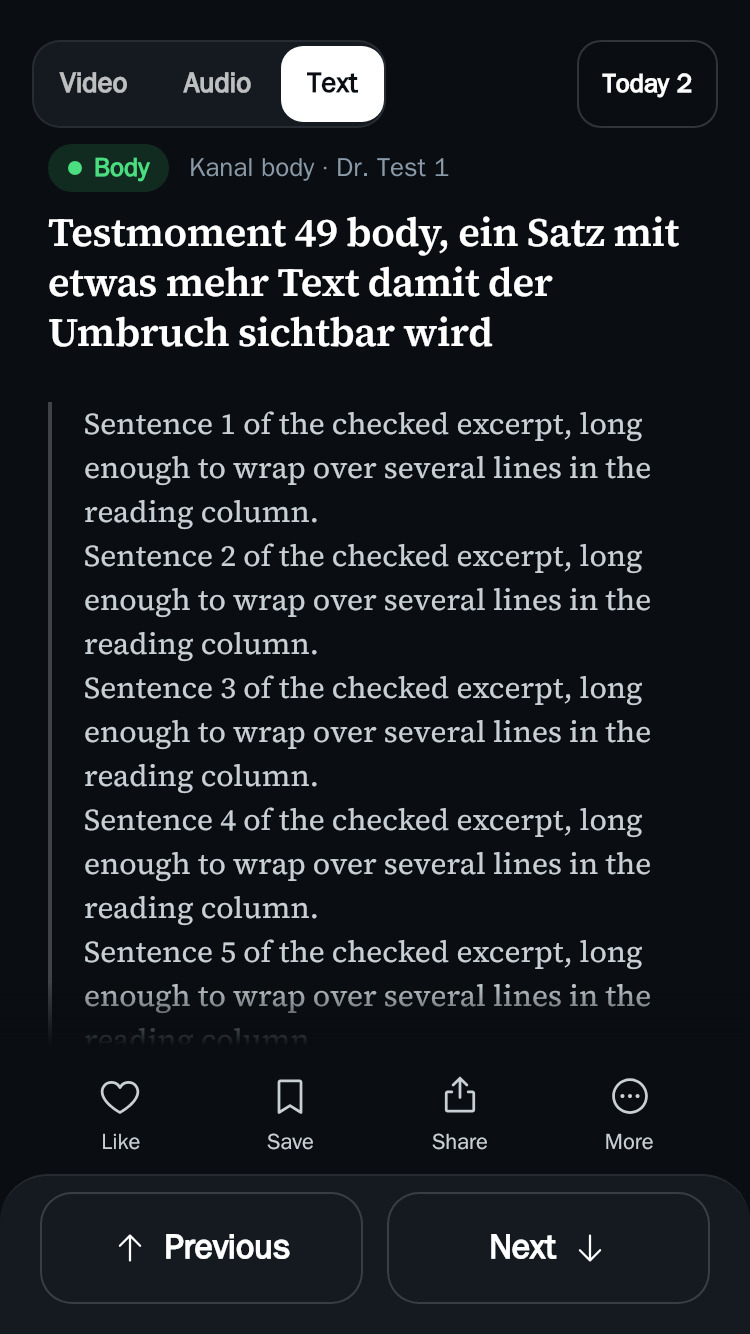 Video Audio Text Today 2
Body Kanal body · Dr. Test 1
Testmoment 49 body, ein Satz mit
etwas mehr Text damit der
Umbruch sichtbar wird
Sentence 1 of the checked excerpt, long
enough to wrap over several lines in the
reading column.
Sentence 2 of the checked excerpt, long
enough to wrap over several lines in the
reading column.
Sentence 3 of the checked excerpt, long
enough to wrap over several lines in the
reading column.
Sentence 4 of the checked excerpt, long
enough to wrap over several lines in the
reading column.
Sentence 5 of the checked excerpt, long
enough to wrap over several lines in the
reading column.
Like Save Share More
Previous Next